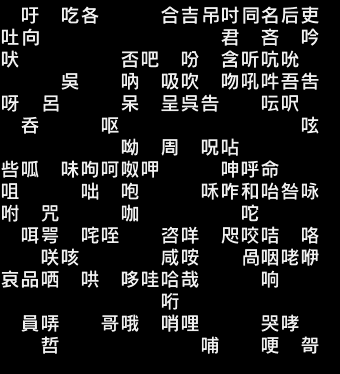 吁 吃各 合吉吊吋同名后吏
吐向 君 吝 吟
吠 否吧 吩 含听吭吮
吳 吶 吸吹 吻吼吽吾告
呀 呂 呆 呈呉告 呍呎
吞 呕 呟
呦 周 呪呫
呰呱 味呴呵呶呷 呻呼命
咀 咄 咆 咊咋和咍咎咏
咐 咒 咖 咜
咡咢 咤咥 咨咩 咫咬咭 咯
咲咳 咸咹 咼咽咾咿
哀品哂 哄 哆哇哈哉 响
哘
員哢 哥哦 哨哩 哭哮
哲 哺 哽 哿